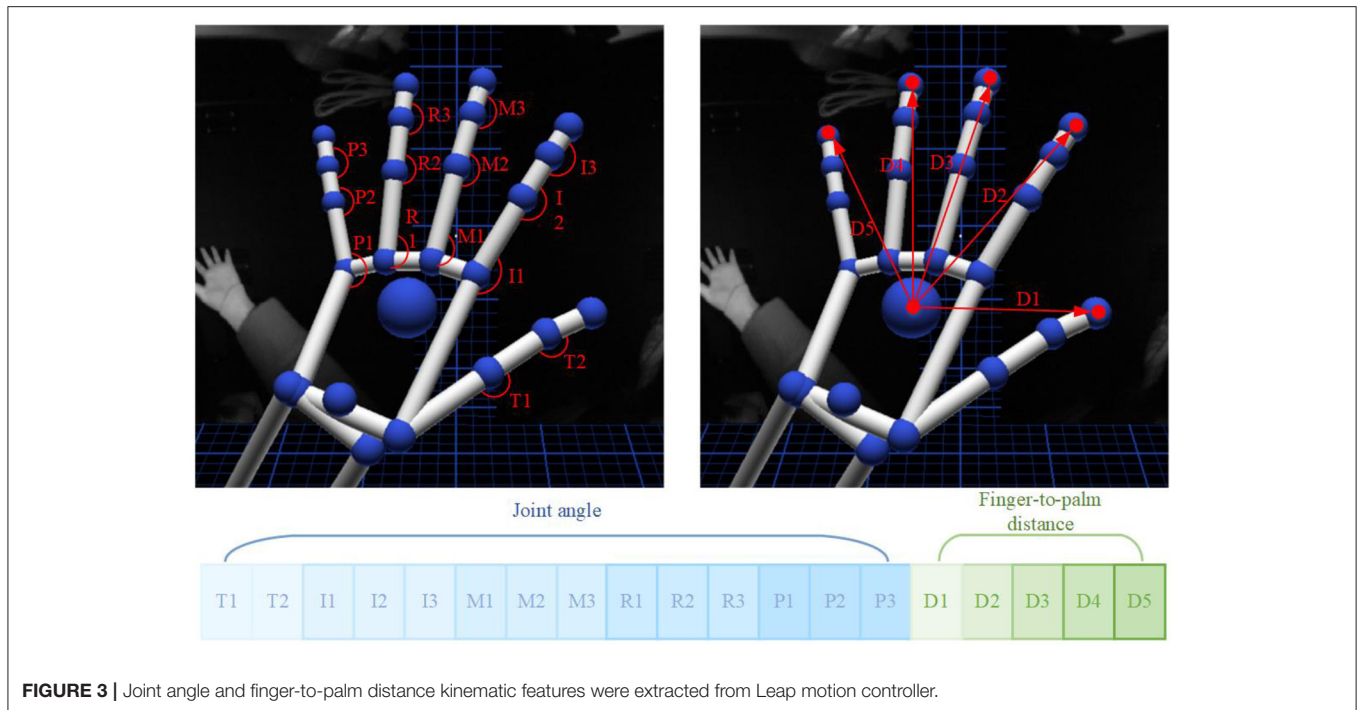 R3
M3
P3
R2
M2
I3
P2
I
2
R
1
M1
P1
I1
T2
T1
D4
D3
D2
D5
D1
Joint angle
Finger-to-palm
distance
T1 T2 I1 I2 I3 M1 M2 M3 R1 R2 R3 P1 P2 P3 D1 D2 D3 D4 D5
FIGURE 3 | Joint angle and finger-to-palm distance kinematic features were extracted from Leap motion controller.